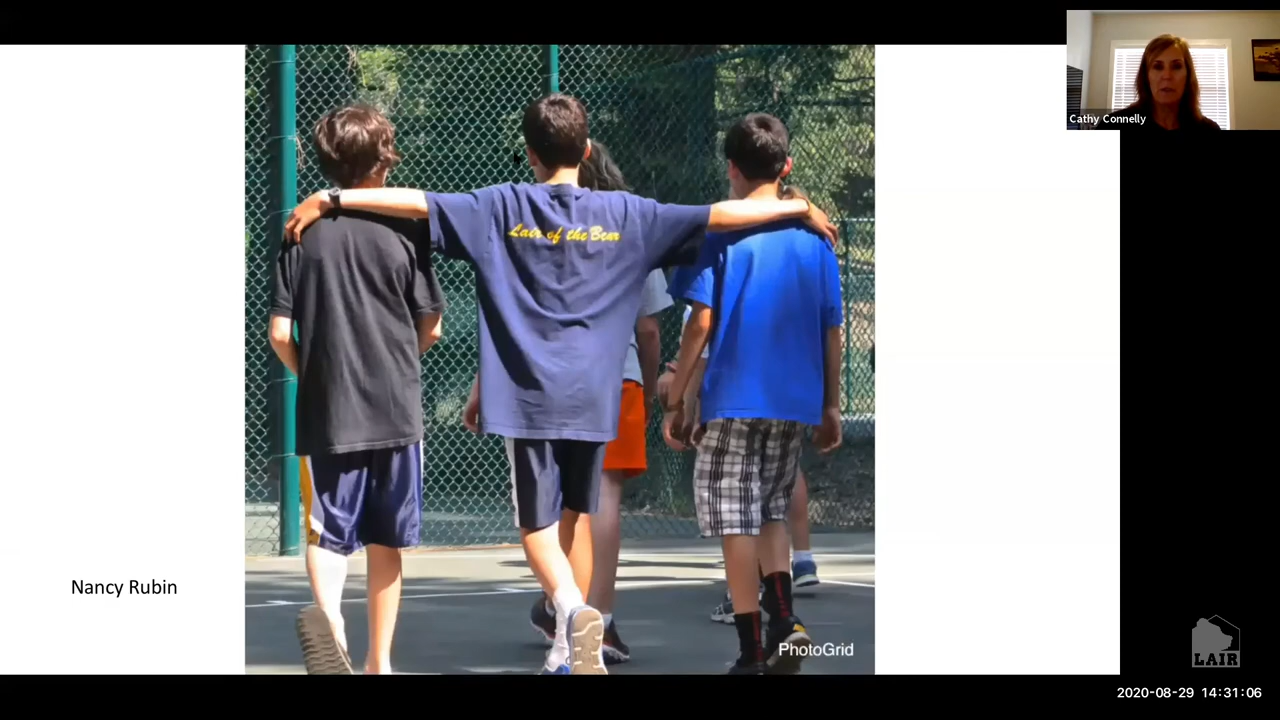 Cathy Connelly
Lair of the Bear
Nancy Rubin
PhotoGrid
LAIR
2020-08-29 14:31:06